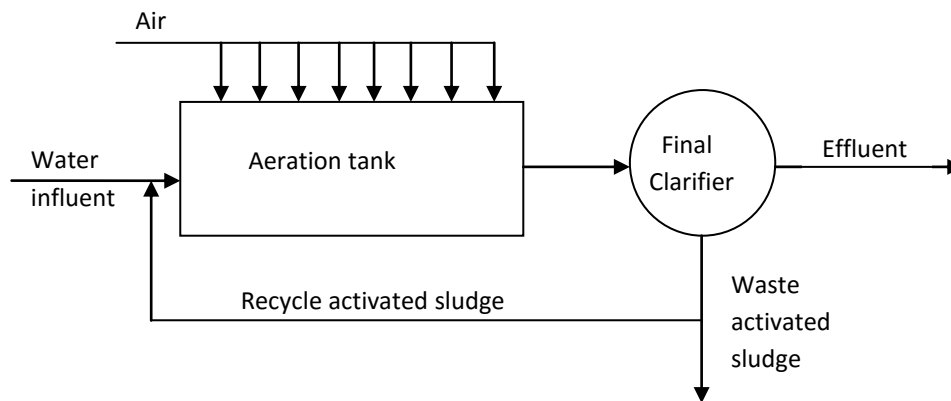 Air
Water
influent
Aeration tank
Final
Clarifier
Effluent
Recycle activated sludge
Waste
activated
sludge